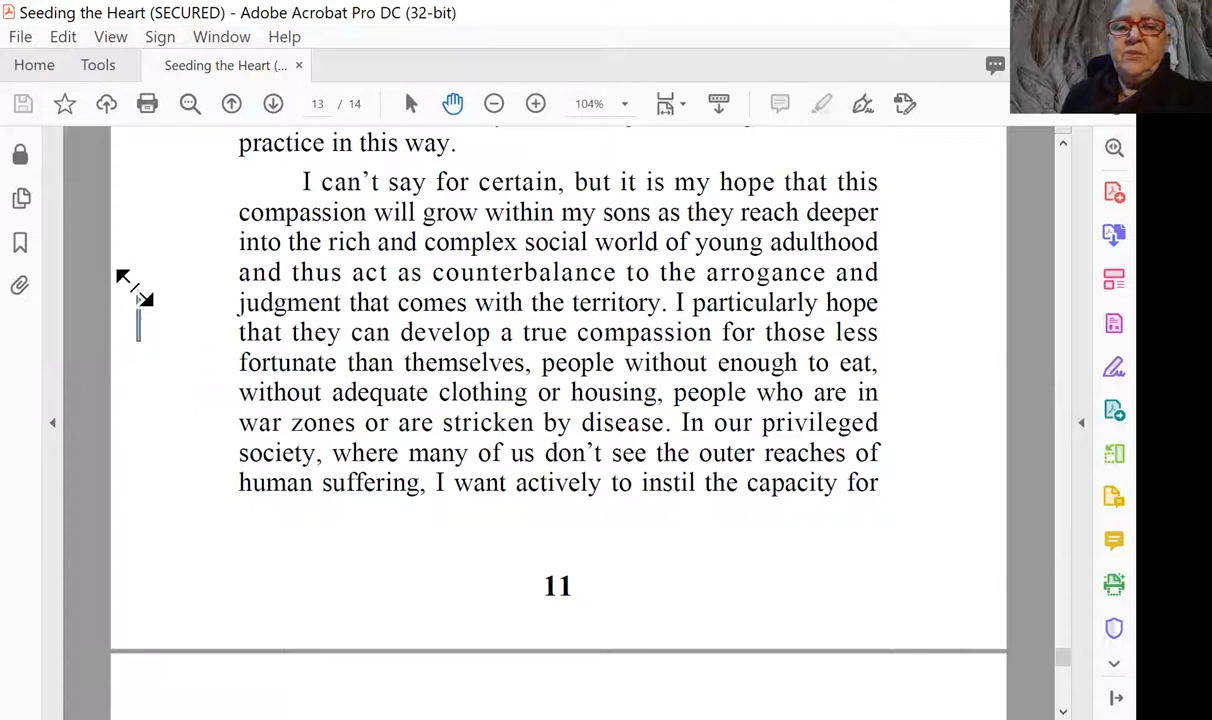 Seeding the Heart (SECURED) - Adobe Acrobat Pro DC (32-bit)
File Edit View Sign Window Help
Home Tools Seeding the Heart (... ×
13 / 14 104%
practice in this way.
I can't say for certain, but it is my hope that this
compassion will grow within my sons as they reach deeper
into the rich and complex social world of young adulthood
and thus act as counterbalance to the arrogance and
judgment that comes with the territory. I particularly hope
that they can develop a true compassion for those less
fortunate than themselves, people without enough to eat,
without adequate clothing or housing, people who are in
war zones or are stricken by disease. In our privileged
society, where many of us don't see the outer reaches of
human suffering, I want actively to instil the capacity for
11